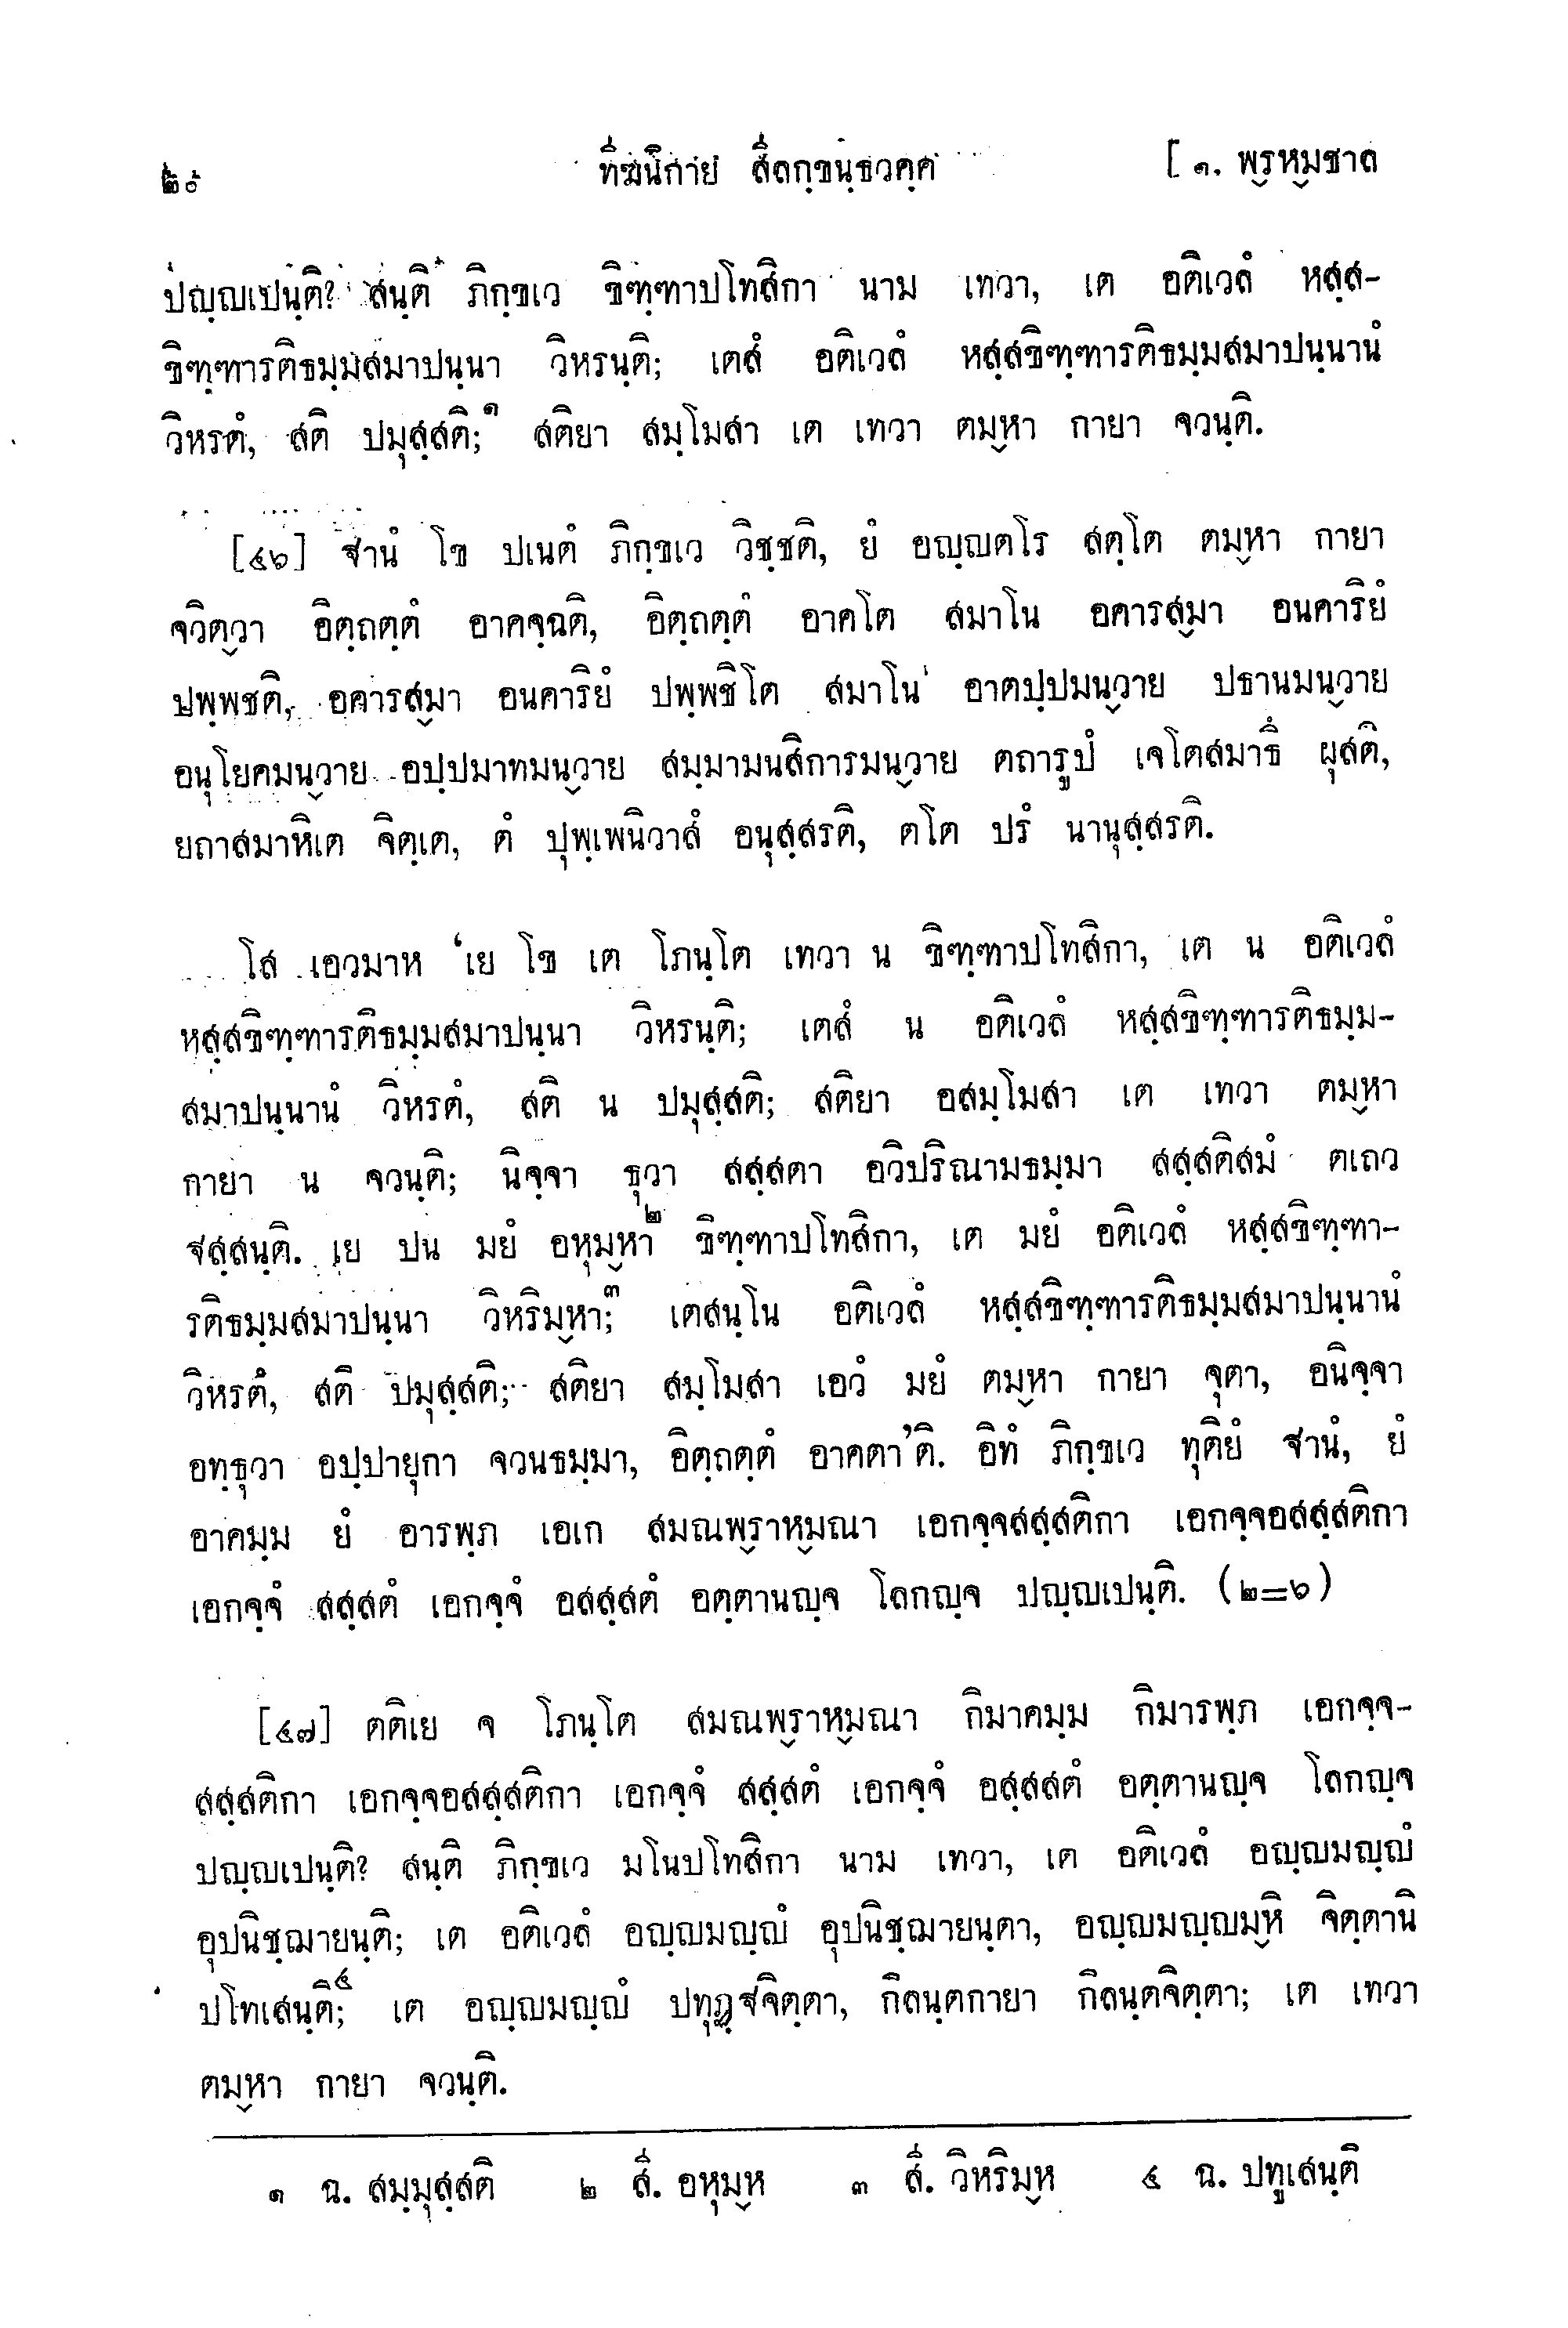 ๒๐ ทีฆนิกายํ สีลกฺขนฺธวคฺค [ ๑. พฺรหฺมชาล
ปญฺญเปนฺติ? สนฺติ ภิกฺขเว ขิฑฺฑาปโทสิกา นาม เทวา, เต อติเวลํ หสฺส-
ขิฑฺฑารติธมฺมสมาปนฺนา วิหรนฺติ; เตสํ อติเวลํ หสฺสขิฑฺฑารติธมฺมสมาปนฺนานํ
วิหรตํ, สติ ปมุสฺสติ;๑ สติยา สมฺโมสา เต เทวา ตมฺหา กายา จวนฺติ.
[๔๖] ฐานํ โข ปเนตํ ภิกฺขเว วิชฺชติ, ยํ อญฺญตโร สตฺโต ตมฺหา กายา
จวิตฺวา อิตฺถตฺตํ อาคจฺฉติ, อิตฺถตฺตํ อาคโต สมาโน อคารสฺมา อนคาริยํ
ปพฺพชติ, อคารสฺมา อนคาริยํ ปพฺพชิโต สมาโน อาตปฺปมนฺวาย ปธานมนฺวาย
อนุโยคมนฺวาย อปฺปมาทมนฺวาย สมฺมามนสิการมนฺวาย ตถารูปํ เจโตสมาธึ ผุสติ,
ยถาสมาหิเต จิตฺเต, ตํ ปุพฺเพนิวาสํ อนุสฺสรติ, ตโต ปรํ นานุสฺสรติ.
โส เอวมาห ‘เย โข เต โภนฺโต เทวา น ขิฑฺฑาปโทสิกา, เต น อติเวลํ
หสฺสขิฑฺฑารติธมฺมสมาปนฺนา วิหรนฺติ; เตสํ น อติเวลํ หสฺสขิฑฺฑารติธมฺม-
สมาปนฺนานํ วิหรตํ, สติ น ปมุสฺสติ; สติยา อสมฺโมสา เต เทวา ตมฺหา
กายา น จวนฺติ; นิจฺจา ธุวา สสฺสตา อวิปริณามธมฺมา สสฺสติสมํ ตเถว
ฐสฺสนฺติ. เย ปน มยํ อหุมฺหา๒ ขิฑฺฑาปโทสิกา, เต มยํ อติเวลํ หสฺสขิฑฺฑา-
รติธมฺมสมาปนฺนา วิหริมฺหา;๓ เตสนฺโน อติเวลํ หสฺสขิฑฺฑารติธมฺมสมาปนฺนานํ
วิหรตํ, สติ ปมุสฺสติ; สติยา สมฺโมสา เอวํ มยํ ตมฺหา กายา จุตา, อนิจฺจา
อทฺธุวา อปฺปายุกา จวนธมฺมา, อิตฺถตฺตํ อาคตา’ติ. อิทํ ภิกฺขเว ทุติยํ ฐานํ, ยํ
อาคมฺม ยํ อารพฺภ เอเก สมณพฺราหฺมณา เอกจฺจสสฺสติกา เอกจฺจอสสฺสติกา
เอกจฺจํ สสฺสตํ เอกจฺจํ อสสฺสตํ อตฺตานญฺจ โลกญฺจ ปญฺญเปนฺติ. (๒=๖)
[๔๗] ตติเย จ โภนฺโต สมณพฺราหฺมณา กิมาคมฺม กิมารพฺภ เอกจฺจ-
สสฺสติกา เอกจฺจอสสฺสติกา เอกจฺจํ สสฺสตํ เอกจฺจํ อสฺสสตํ อตฺตานญฺจ โลกญฺจ
ปญฺญเปนฺติ? สนฺติ ภิกฺขเว มโนปโทสิกา นาม เทวา, เต อติเวลํ อญฺญมญฺญํ
อุปนิชฺฌายนฺติ; เต อติเวลํ อญฺญมญฺญํ อุปนิชฺฌายนฺตา, อญฺญมญฺญมฺหิ จิตฺตานิ
ปโทเสนฺติ;๔ เต อญฺญมญฺญํ ปทุฏฺฐจิตฺตา, กิลนฺตกายา กิลนฺตจิตฺตา; เต เทวา
ตมฺหา กายา จวนฺติ.
๑ ฉ. สมฺมุสฺสติ ๒ สี. อหุมฺห ๓ สี. วิหริมฺห ๔ ฉ. ปทูเสนฺติ